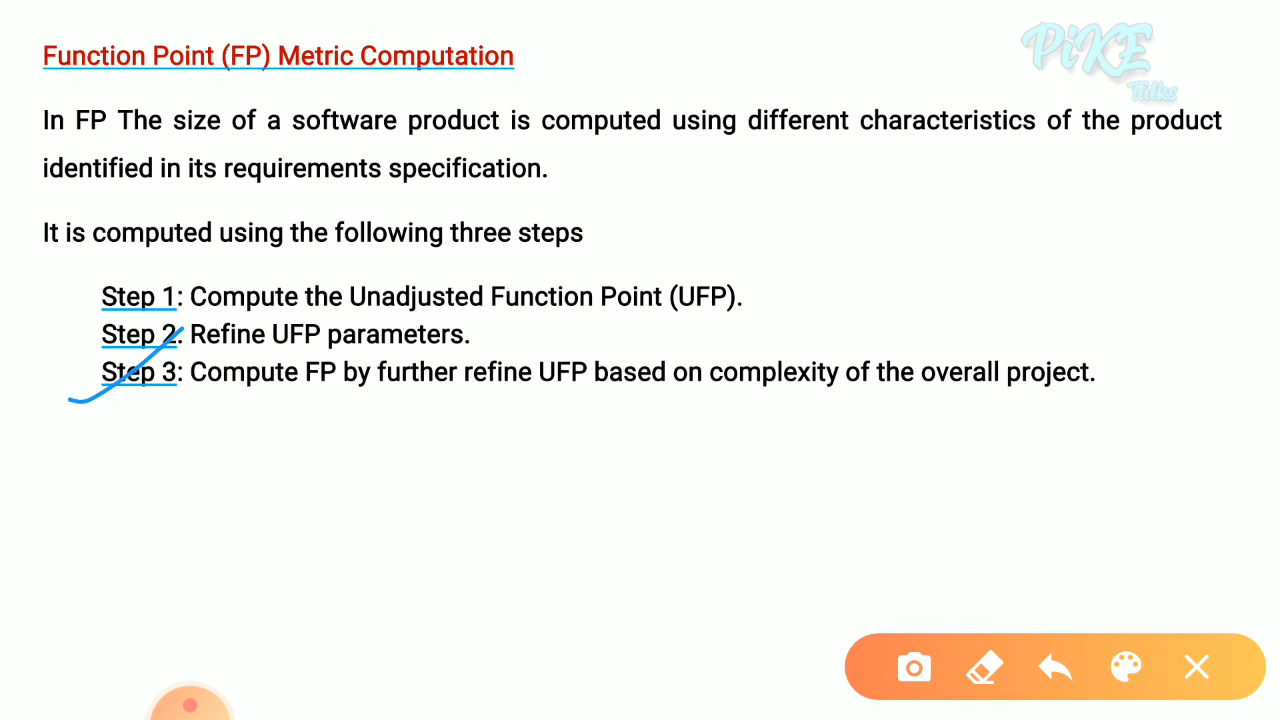 Function Point (FP) Metric Computation
PiKE
Talks
In FP The size of a software product is computed using different characteristics of the product
identified in its requirements specification.
It is computed using the following three steps
Step 1: Compute the Unadjusted Function Point (UFP).
Step 2: Refine UFP parameters.
Step 3: Compute FP by further refine UFP based on complexity of the overall project.